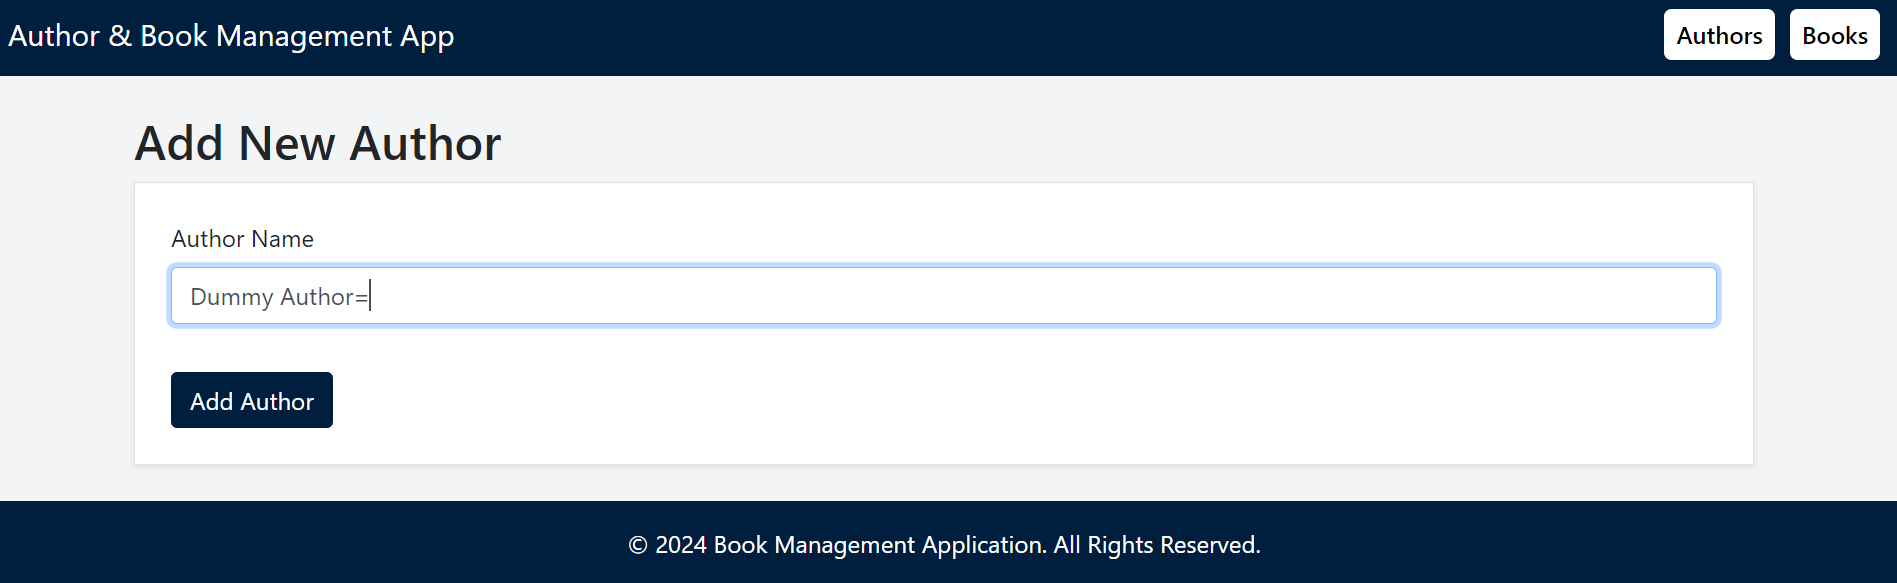 Author & Book Management App
Authors
Books
Add New Author
Author Name
Dummy Author=
Add Author
© 2024 Book Management Application. All Rights Reserved.